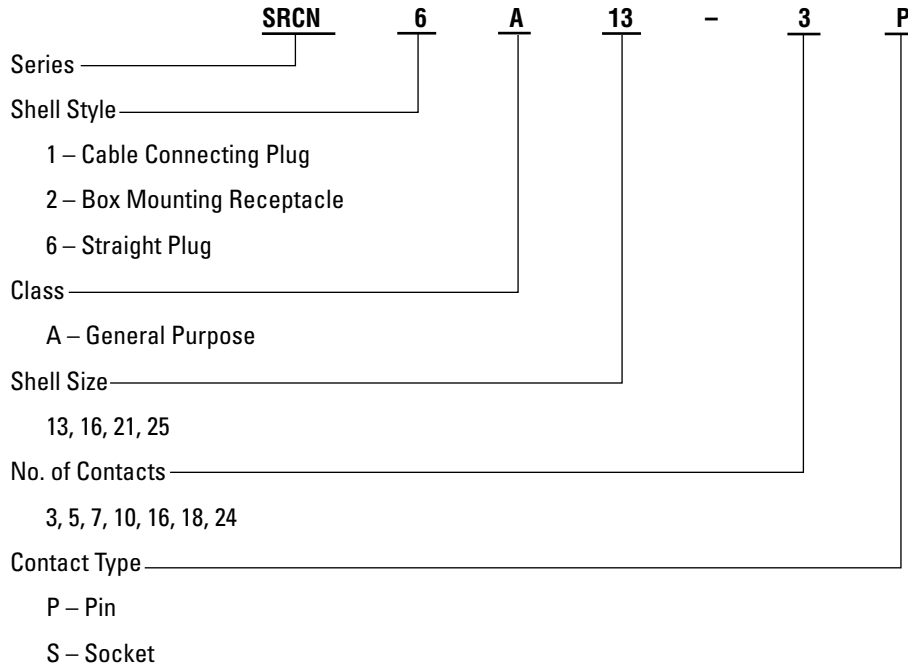 SRCN 6 A 13 – 3 P
Series
Shell Style
1 – Cable Connecting Plug
2 – Box Mounting Receptacle
6 – Straight Plug
Class
A – General Purpose
Shell Size
13, 16, 21, 25
No. of Contacts
3, 5, 7, 10, 16, 18, 24
Contact Type
P – Pin
S – Socket